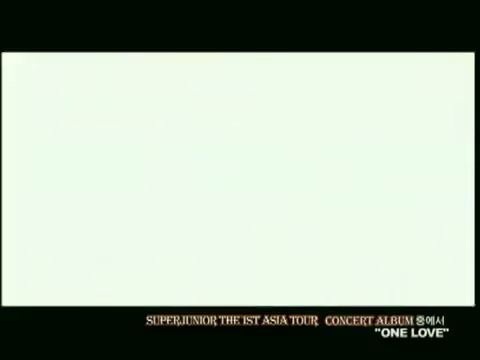 SUPERJUNIOR THE 1ST ASIA TOUR CONCERT ALBUM 중에서
"ONE LOVE"